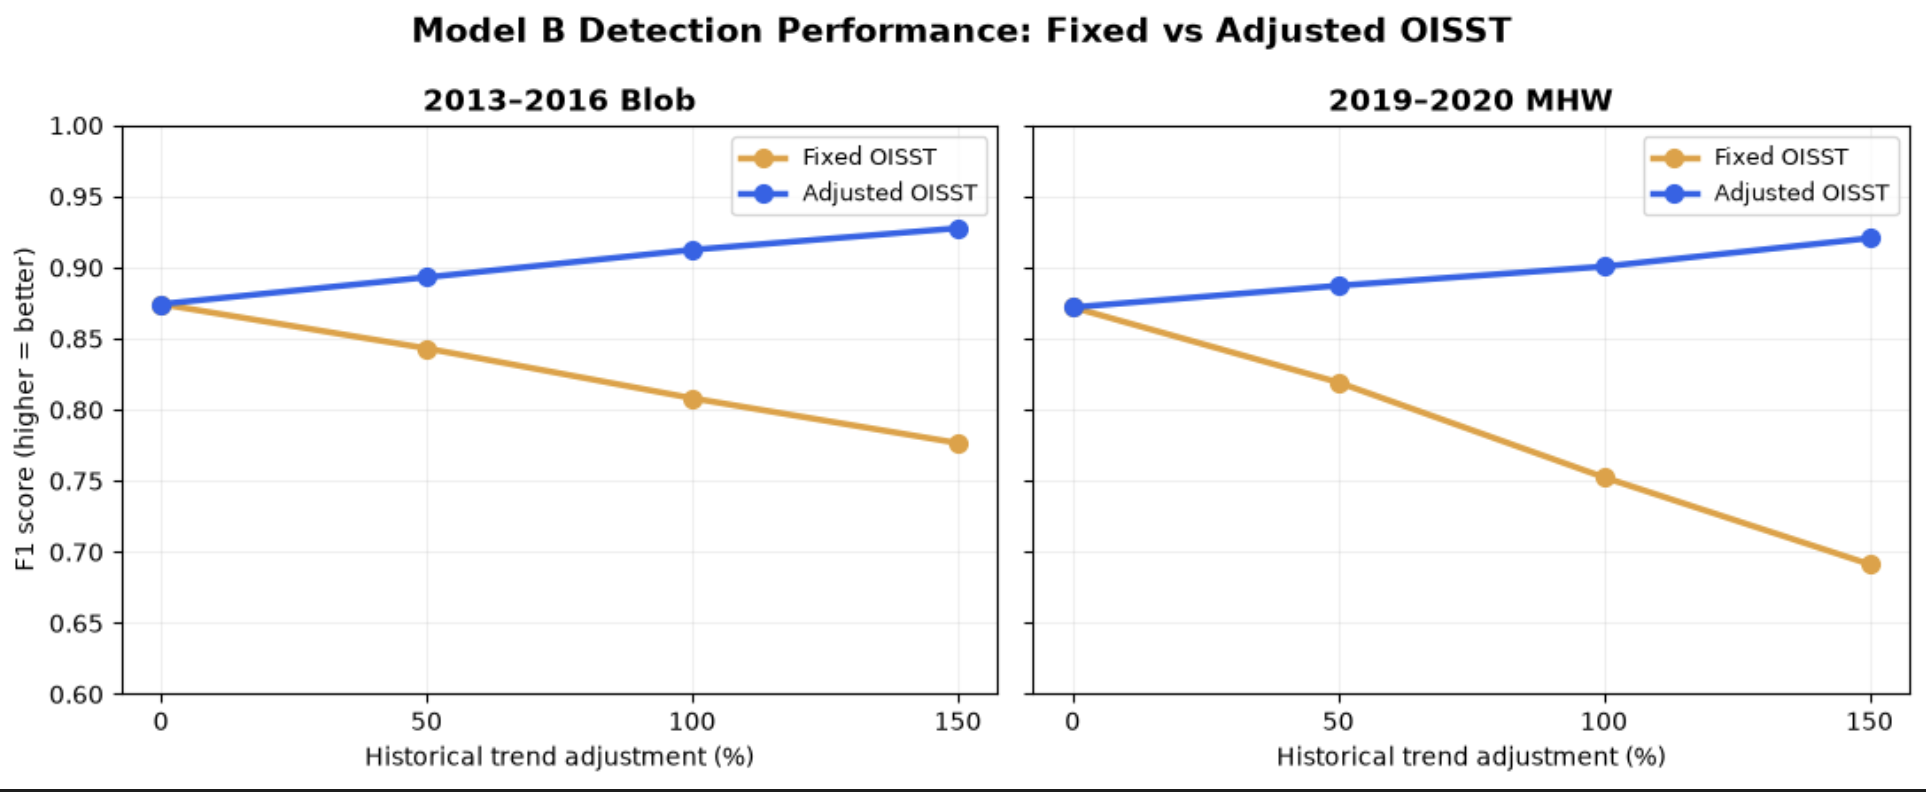 Model B Detection Performance: Fixed vs Adjusted OISST
2013–2016 Blob
Fixed OISST
Adjusted OISST
F1 score (higher = better)
1.00
0.95
0.90
0.85
0.80
0.75
0.70
0.65
0.60
0 50 100 150
Historical trend adjustment (%)
2019–2020 MHW
Fixed OISST
Adjusted OISST
0 50 100 150
Historical trend adjustment (%)